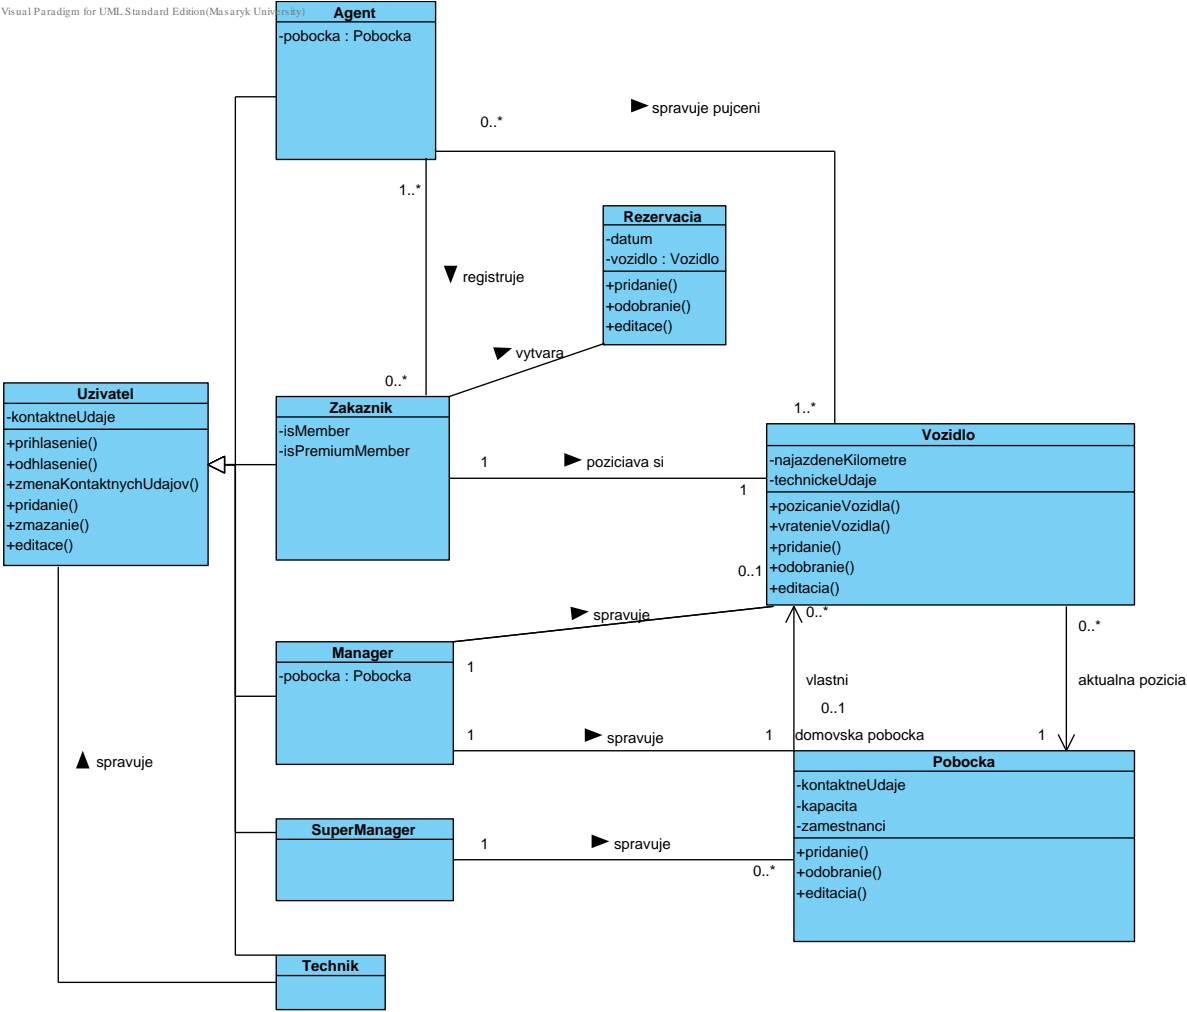 Visual Paradigm for UML Standard Edition(Masaryk University)
Agent
-pobocka : Pobocka
0..*
spravuje pujceni
1..*
registruje
Rezervacia
-datum
-vozidlo : Vozidlo
+pridanie()
+odobranie()
+editace()
vytvara
0..*
Uzivatel
-kontaktneUdaje
+prihlasenie()
+odhlasenie()
+zmenaKontaktnychUdajov()
+pridanie()
+zmazanie()
+editace()
Zakaznik
-isMember
-isPremiumMember
1
poziciava si
1
1..*
Vozidlo
-najazdeneKilometre
-technickeUdaje
+pozicanieVozidla()
+vratenieVozidla()
+pridanie()
+odobranie()
+editacia()
0..1
spravuje
0..*
0..*
Manager
-pobocka : Pobocka
1
vlastni
0..1
aktualna pozicia
1
spravuje
1
domovska pobocka
1
spravuje
Pobocka
-kontaktneUdaje
-kapacita
-zamestnanci
+pridanie()
+odobranie()
+editacia()
SuperManager
1
spravuje
0..*
Technik